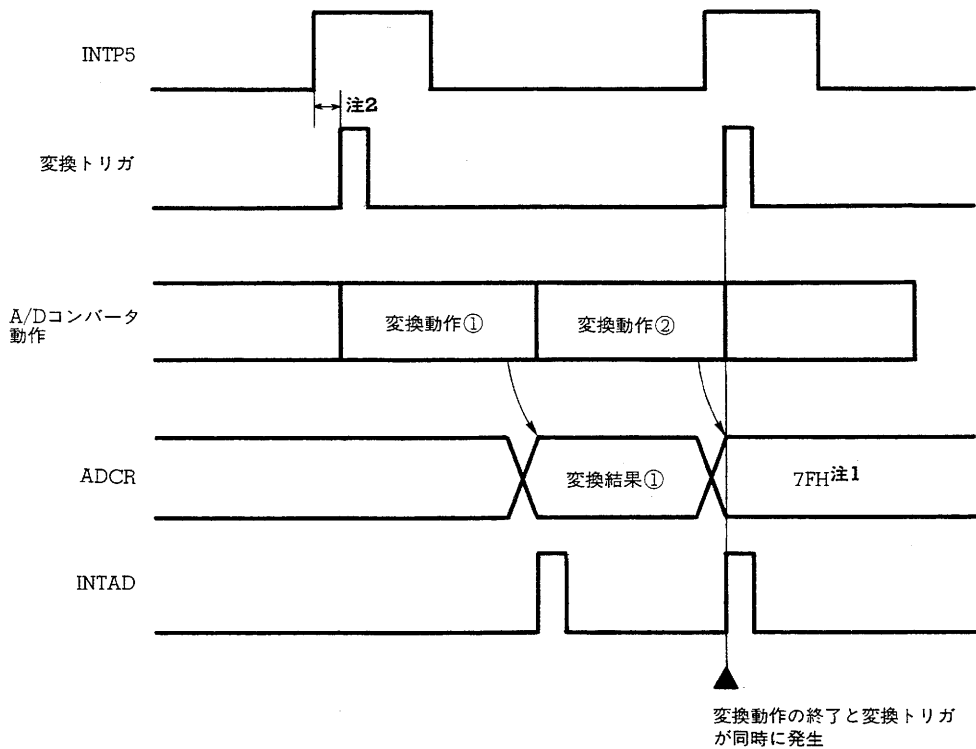 INTP5
注2
変換トリガ
A/Dコンバータ
動作
変換動作①
変換動作②
ADCR
変換結果①
7FH注1
INTAD
変換動作の終了と変換トリガ
が同時に発生